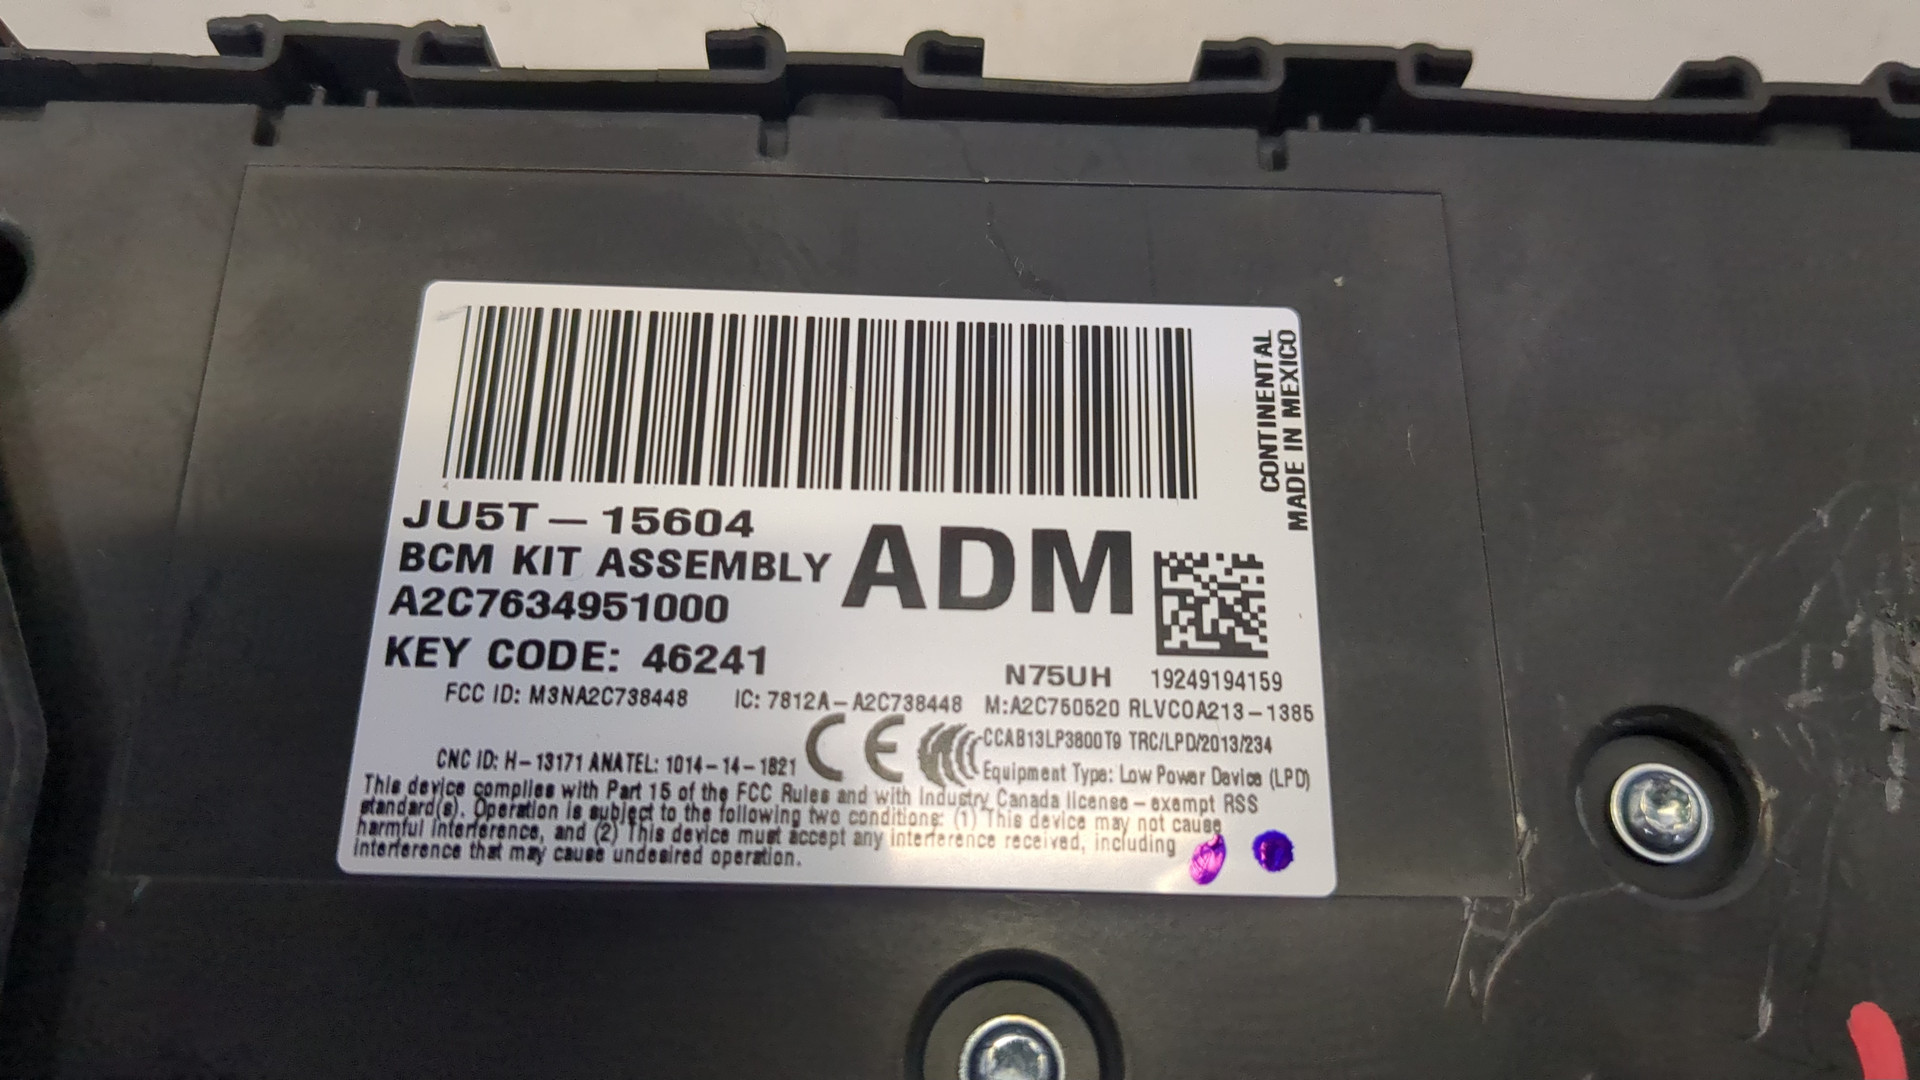 CONTINENTAL
MADE IN MEXICO
JU5T-15604
BCM KIT ASSEMBLY
ADM
A2C7634951000
KEY CODE: 46241
N75UH
19249194159
FCC ID: M3NA2C738448 IC: 7812A-A2C738448 M:A2C750520 RLVCOA213-1385
CCAB13LP3800T9 TRC/LPD/2013/234
CNC ID: H-13171 ANATEL: 1014-14-1821
CE
Equipment Type: Low Power Davice (LPD)
This device complies with Part 15 of the FCC Rules and with Industry Canada license-exempt RSS
standard(s). Operation is subject to the following two conditions: (1) This device may not cause
harmful interference, and (2) This device must accept any interference received, including
interference that may cause undesired operation.